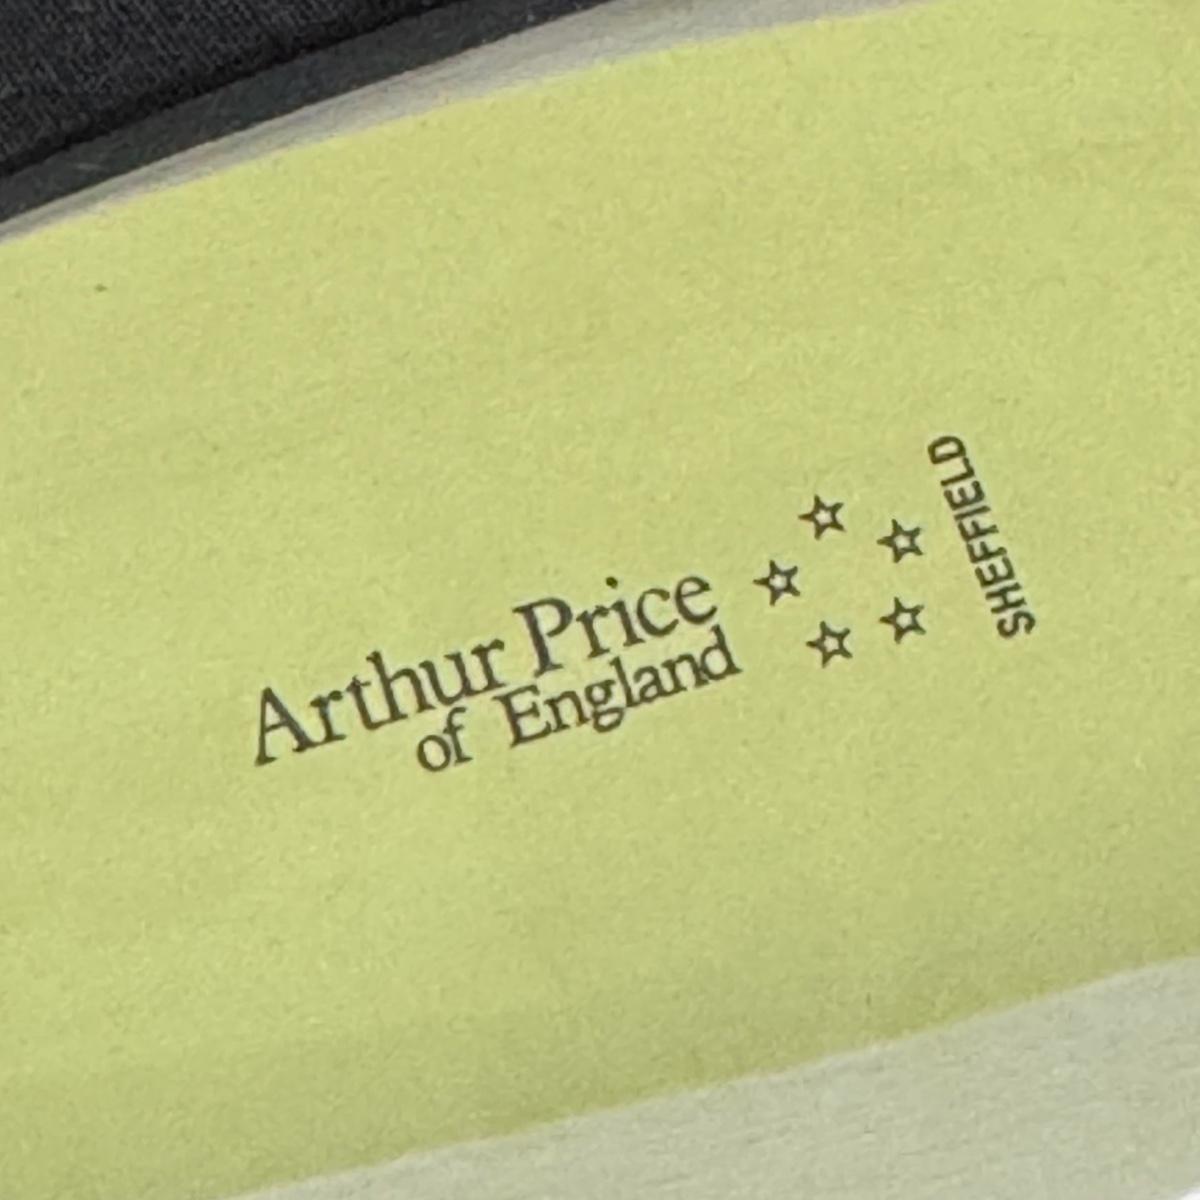 Arthur Price
of England
SHEFFIELD